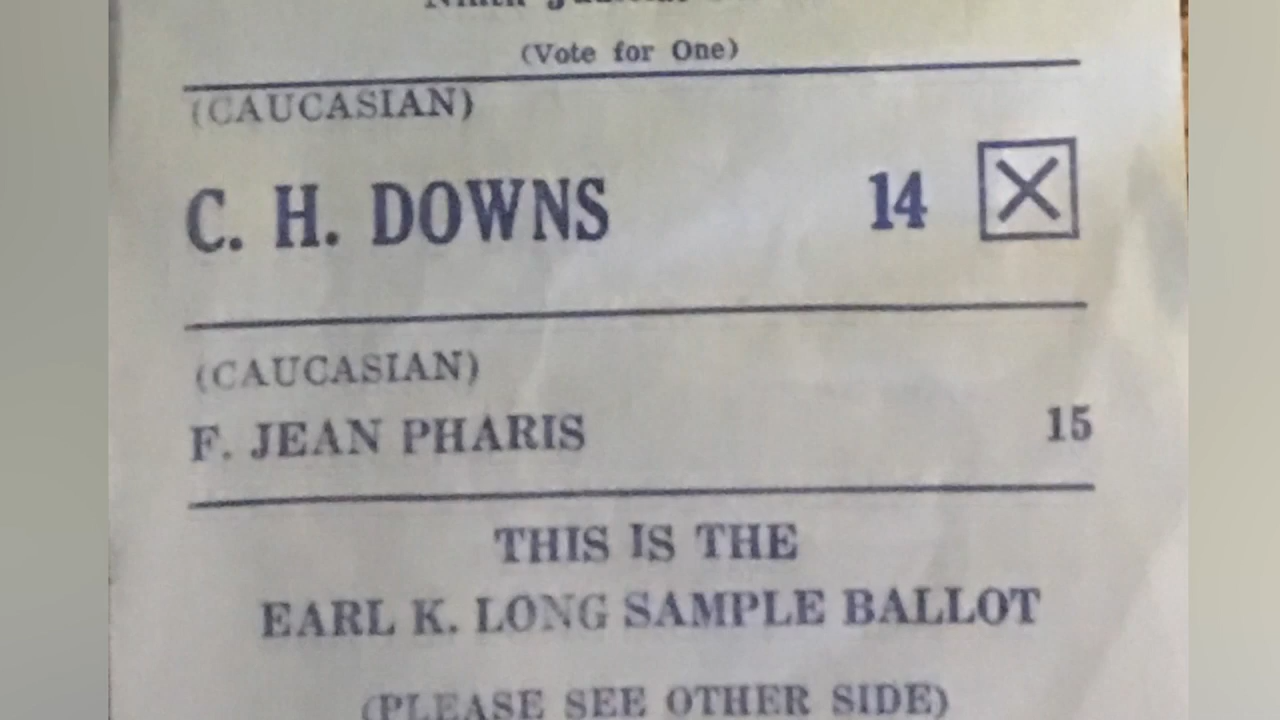 (Vote for One)
(CAUCASIAN)
C. H. DOWNS 14 X
(CAUCASIAN)
F. JEAN PHARIS 15
THIS IS THE
EARL K. LONG SAMPLE BALLOT
(PLEASE SEE OTHER SIDE)